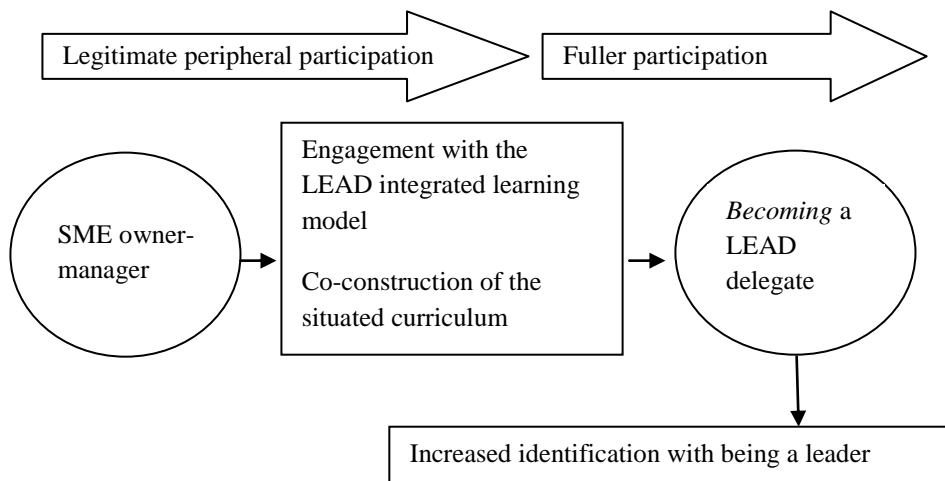 Legitimate peripheral participation
Fuller participation
SME owner-
manager
Engagement with the
LEAD integrated learning
model
Co-construction of the
situated curriculum
Becoming a
LEAD
delegate
Increased identification with being a leader